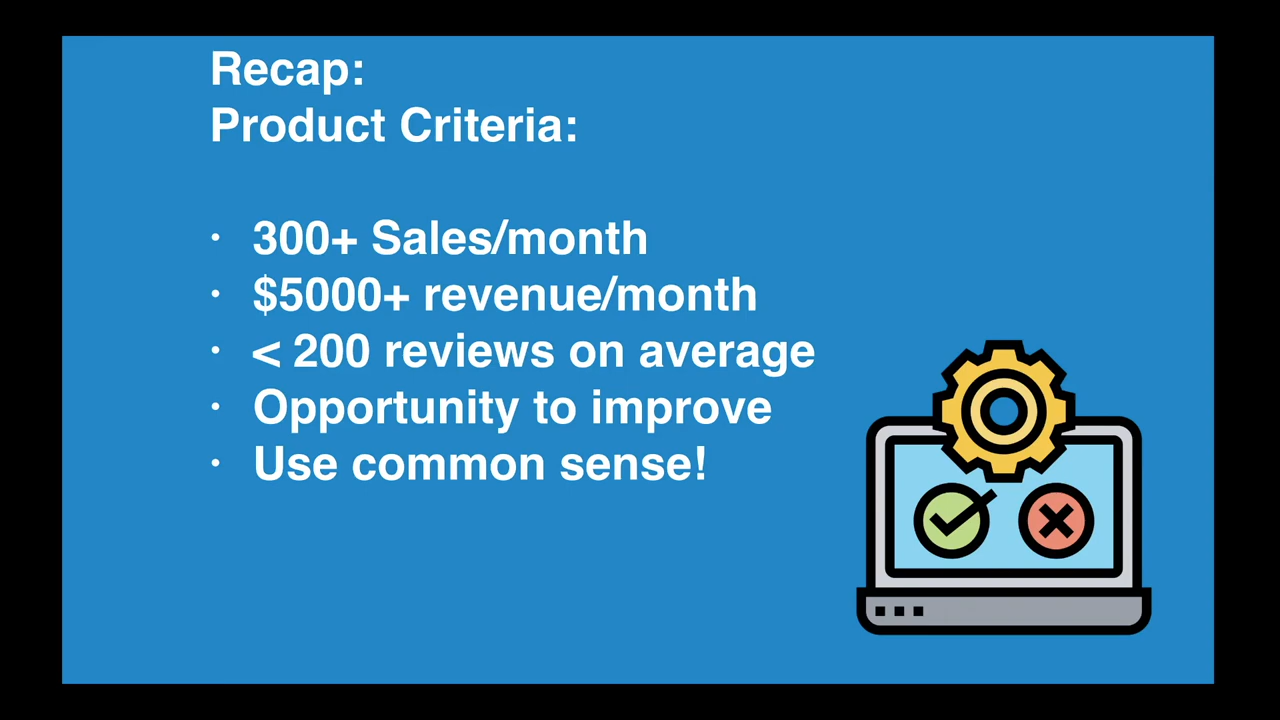 Recap:
Product Criteria:
· 300+ Sales/month
· $5000+ revenue/month
· < 200 reviews on average
· Opportunity to improve
· Use common sense!